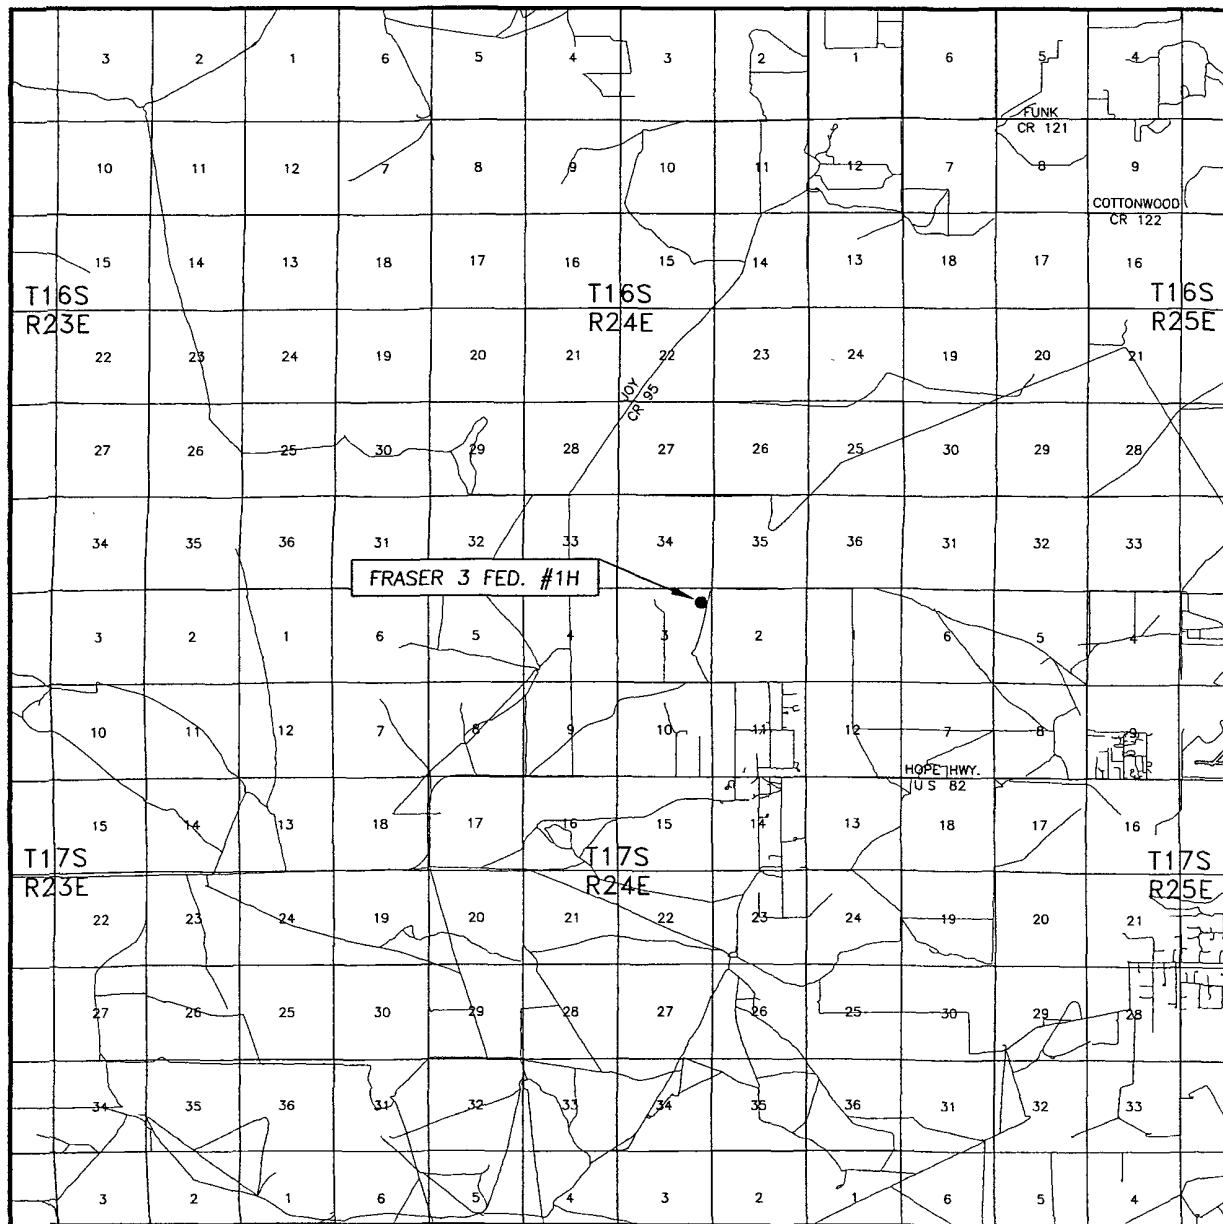 3 2 1 6 5 4 3 2 1 6 5 4
FUNK
CR 121
10 11 12 7 8 9 10 11 12 7 8 9
COTTONWOOD
CR 122
15 14 13 18 17 16 15 14 13 18 17 16
T16S T16S T16S
R23E R24E R25E
22 23 24 19 20 21 22 23 24 19 20 21
JOY
CR 95
27 26 25 30 29 28 27 26 25 30 29 28
34 35 36 31 32 33 34 35 36 31 32 33
FRASER 3 FED. #1H
3 2 1 6 5 4 3 2 1 6 5 4
10 11 12 7 8 9 10 11 12 7 8 9
HOPE HWY.
US 82
15 14 13 18 17 16 15 14 13 18 17 16
T17S T17S T17S
R23E R24E R25E
22 23 24 19 20 21 22 23 24 19 20 21
27 26 25 30 29 28 27 26 25 30 29 28
34 35 36 31 32 33 34 35 36 31 32 33
3 2 1 6 5 4 3 2 1 6 5 4